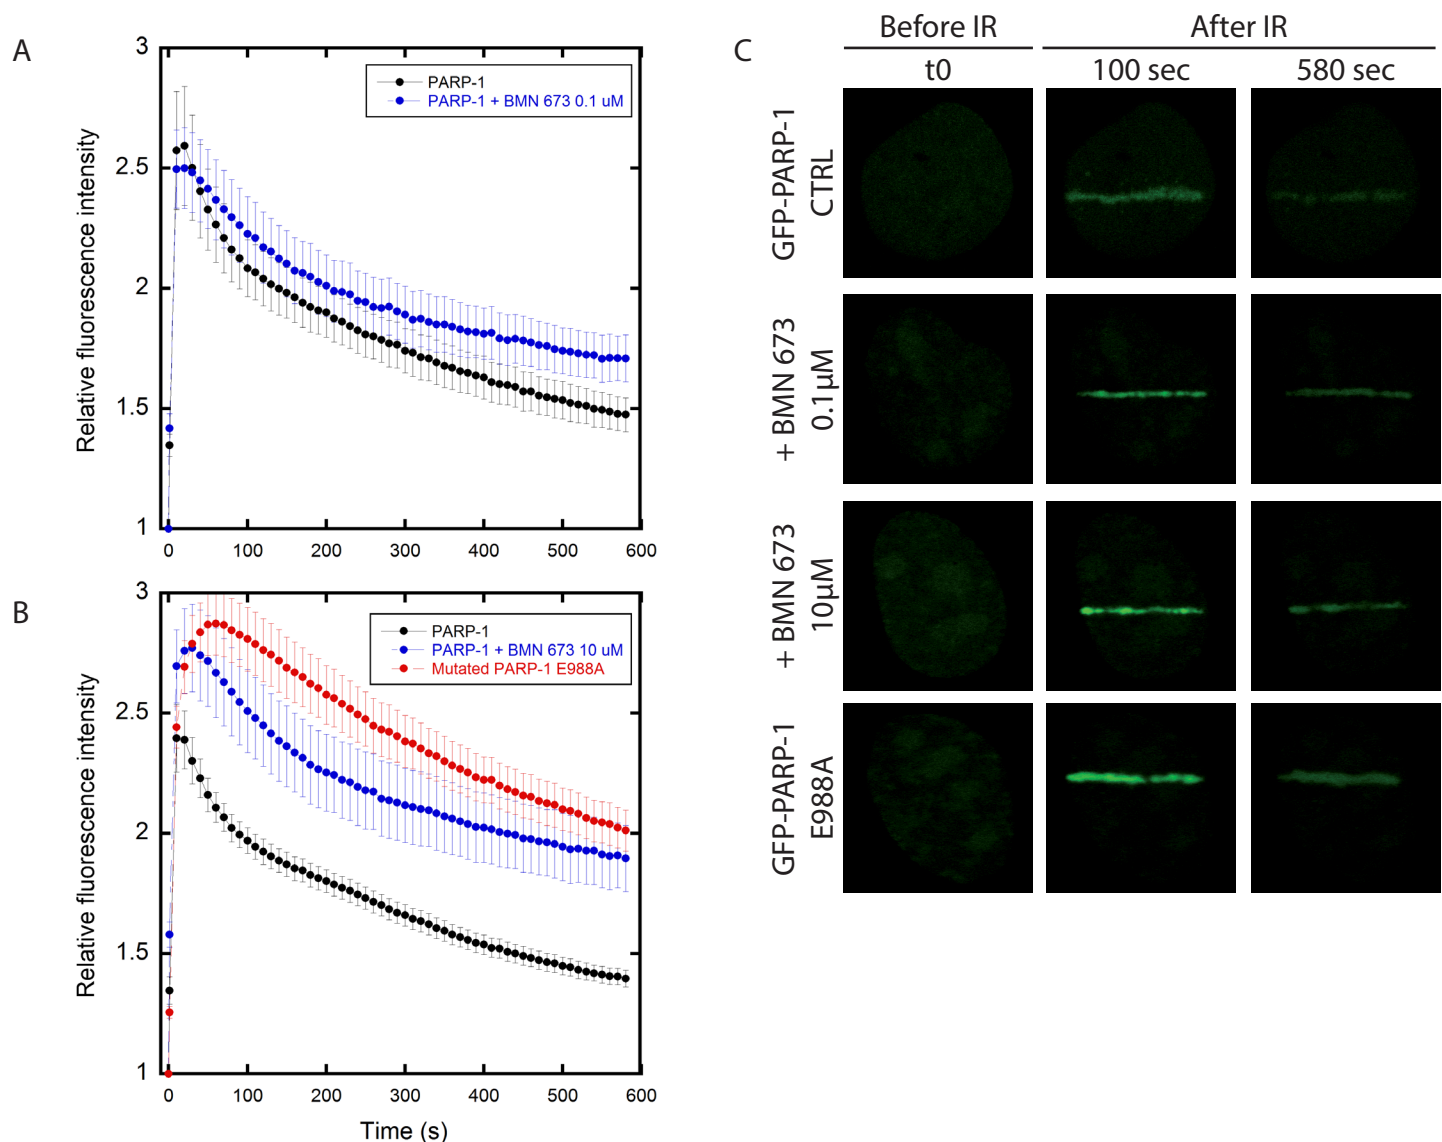 A
3
2.5
2
1.5
1
Relative fluorescence intensity
PARP-1
PARP-1 + BMN 673 0.1 uM
0 100 200 300 400 500 600
B
3
2.5
2
1.5
1
Relative fluorescence intensity
PARP-1
PARP-1 + BMN 673 10 uM
Mutated PARP-1 E988A
0 100 200 300 400 500 600
Time (s)
C
Before IR After IR
t0 100 sec 580 sec
GFP-PARP-1
CTRL
+ BMN 673
0.1µM
+ BMN 673
10µM
GFP-PARP-1
E988A